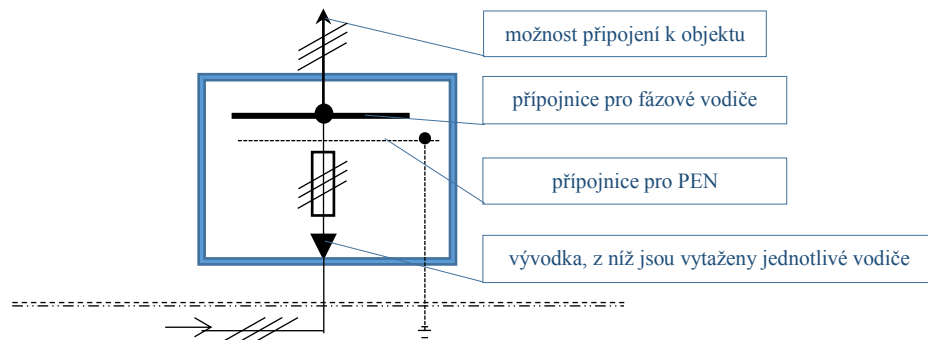 možnost připojení k objektu
přípojnice pro fázové vodiče
přípojnice pro PEN
vývodka, z níž jsou vytaženy jednotlivé vodiče